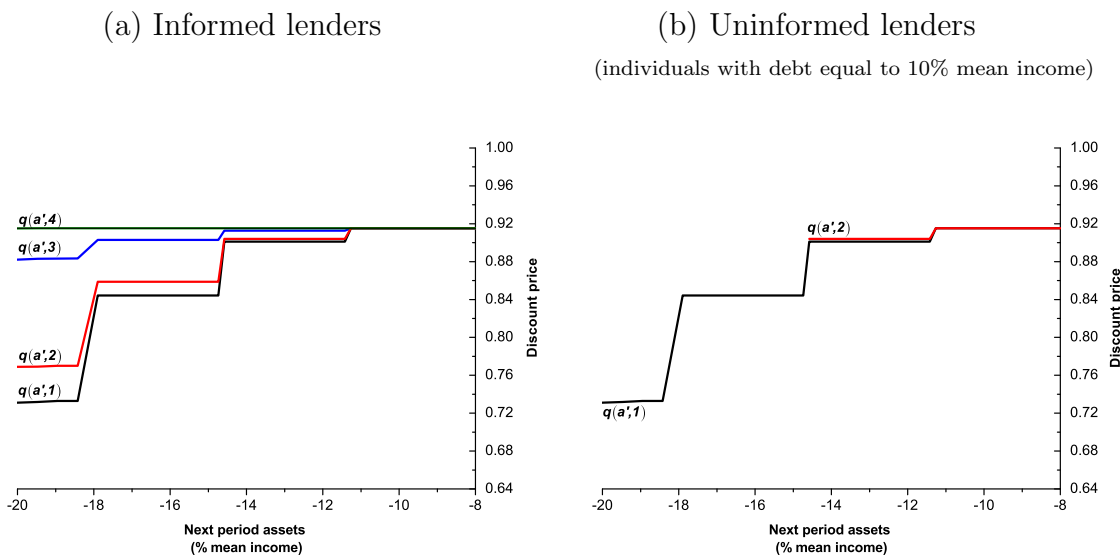 (a) Informed lenders
(b) Uninformed lenders
(individuals with debt equal to 10% mean income)
1.00
0.96
0.92
0.88
0.84
0.80
0.76
0.72
0.68
0.64
Discount price
q(a',4)
q(a',3)
q(a',2)
q(a',1)
-20 -18 -16 -14 -12 -10 -8
Next period assets
(% mean income)
1.00
0.96
0.92
0.88
0.84
0.80
0.76
0.72
0.68
0.64
Discount price
q(a',2)
q(a',1)
-20 -18 -16 -14 -12 -10 -8
Next period assets
(% mean income)